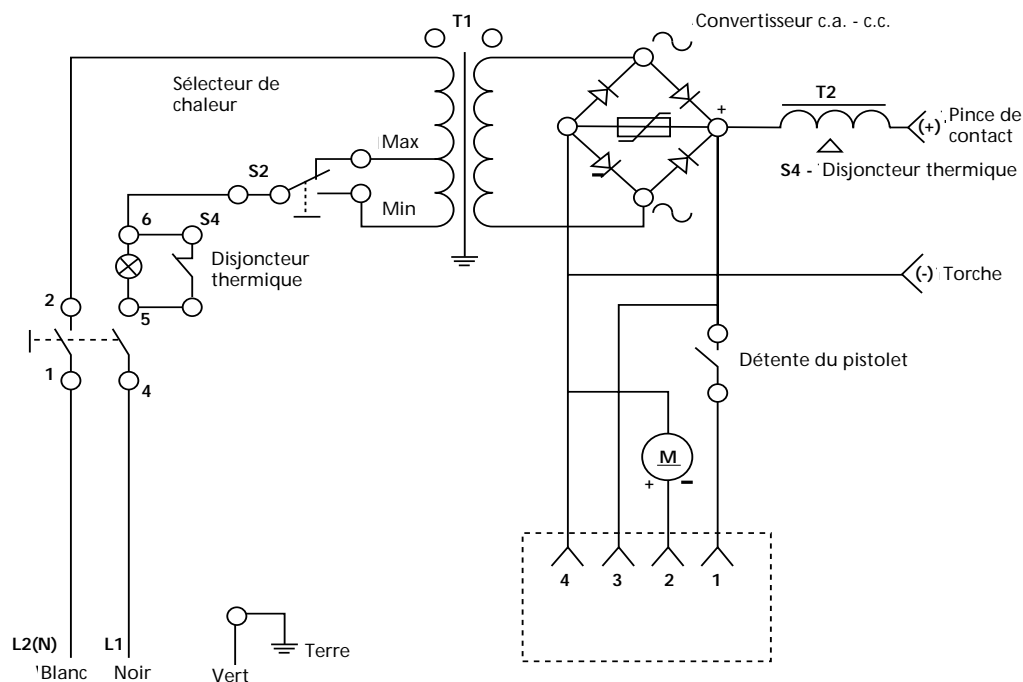 T1
Convertisseur c.a. - c.c.
Sélecteur de
chaleur
T2
+
(+)
Pince de
contact
S4 - Disjoncteur thermique
Max
S2
Min
6
S4
Disjoncteur
thermique
(-)
Torche
2
5
Détente du pistolet
1
4
M
+
-
4
3
2
1
L2(N)
L1
Terre
Blanc
Noir
Vert